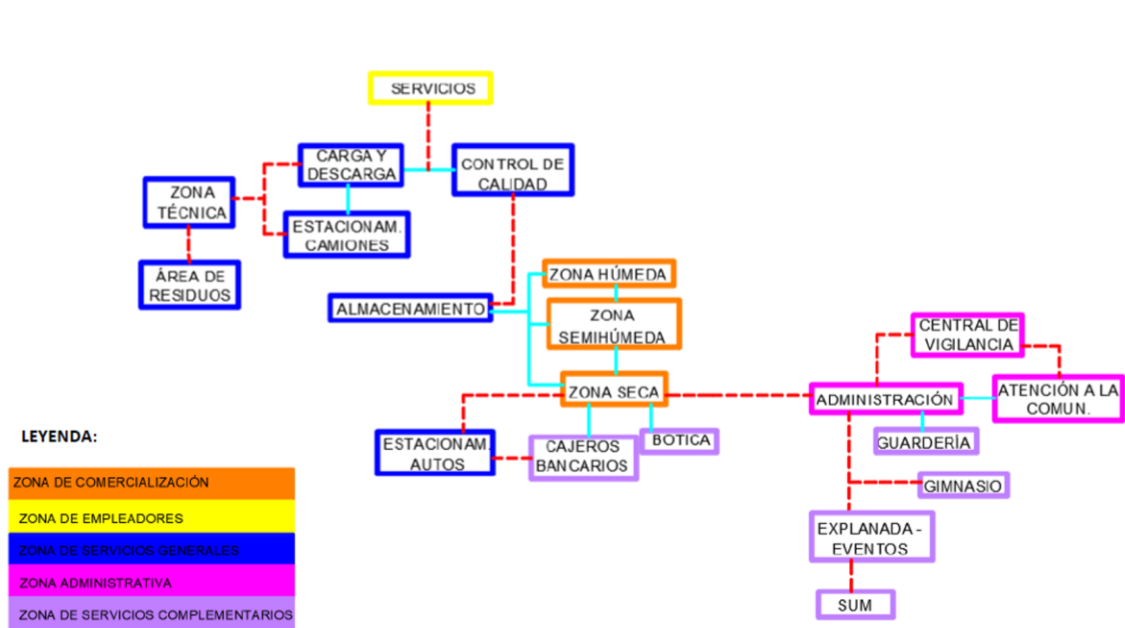 SERVICIOS
CARGA Y
DESCARGA
CONTROL DE
CALIDAD
ZONA
TÉCNICA
ESTACIONAM.
CAMIONES
ÁREA DE
RESIDUOS
ZONA HÚMEDA
ALMACENAMIENTO
ZONA
SEMIHÚMEDA
CENTRAL DE
VIGILANCIA
ZONA SECA
ADMINISTRACIÓN
ATENCIÓN A LA
COMUN.
ESTACIONAM.
AUTOS
CAJEROS
BANCARIOS
BOTICA
GUARDERÍA
GIMNASIO
EXPLANADA -
EVENTOS
SUM
LEYENDA:
ZONA DE COMERCIALIZACIÓN
ZONA DE EMPLEADORES
ZONA DE SERVICIOS GENERALES
ZONA ADMINISTRATIVA
ZONA DE SERVICIOS COMPLEMENTARIOS